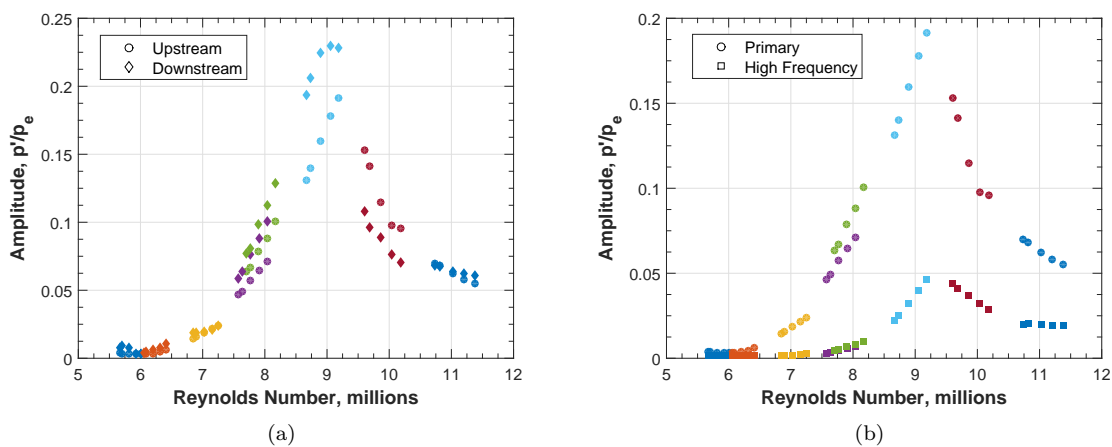 0.25
0.2
0.15
0.1
0.05
0
Amplitude, p'/p_e
Upstream
Downstream
5 6 7 8 9 10 11 12
Reynolds Number, millions
(a)
0.2
0.15
0.1
0.05
0
Amplitude, p'/p_e
Primary
High Frequency
5 6 7 8 9 10 11 12
Reynolds Number, millions
(b)